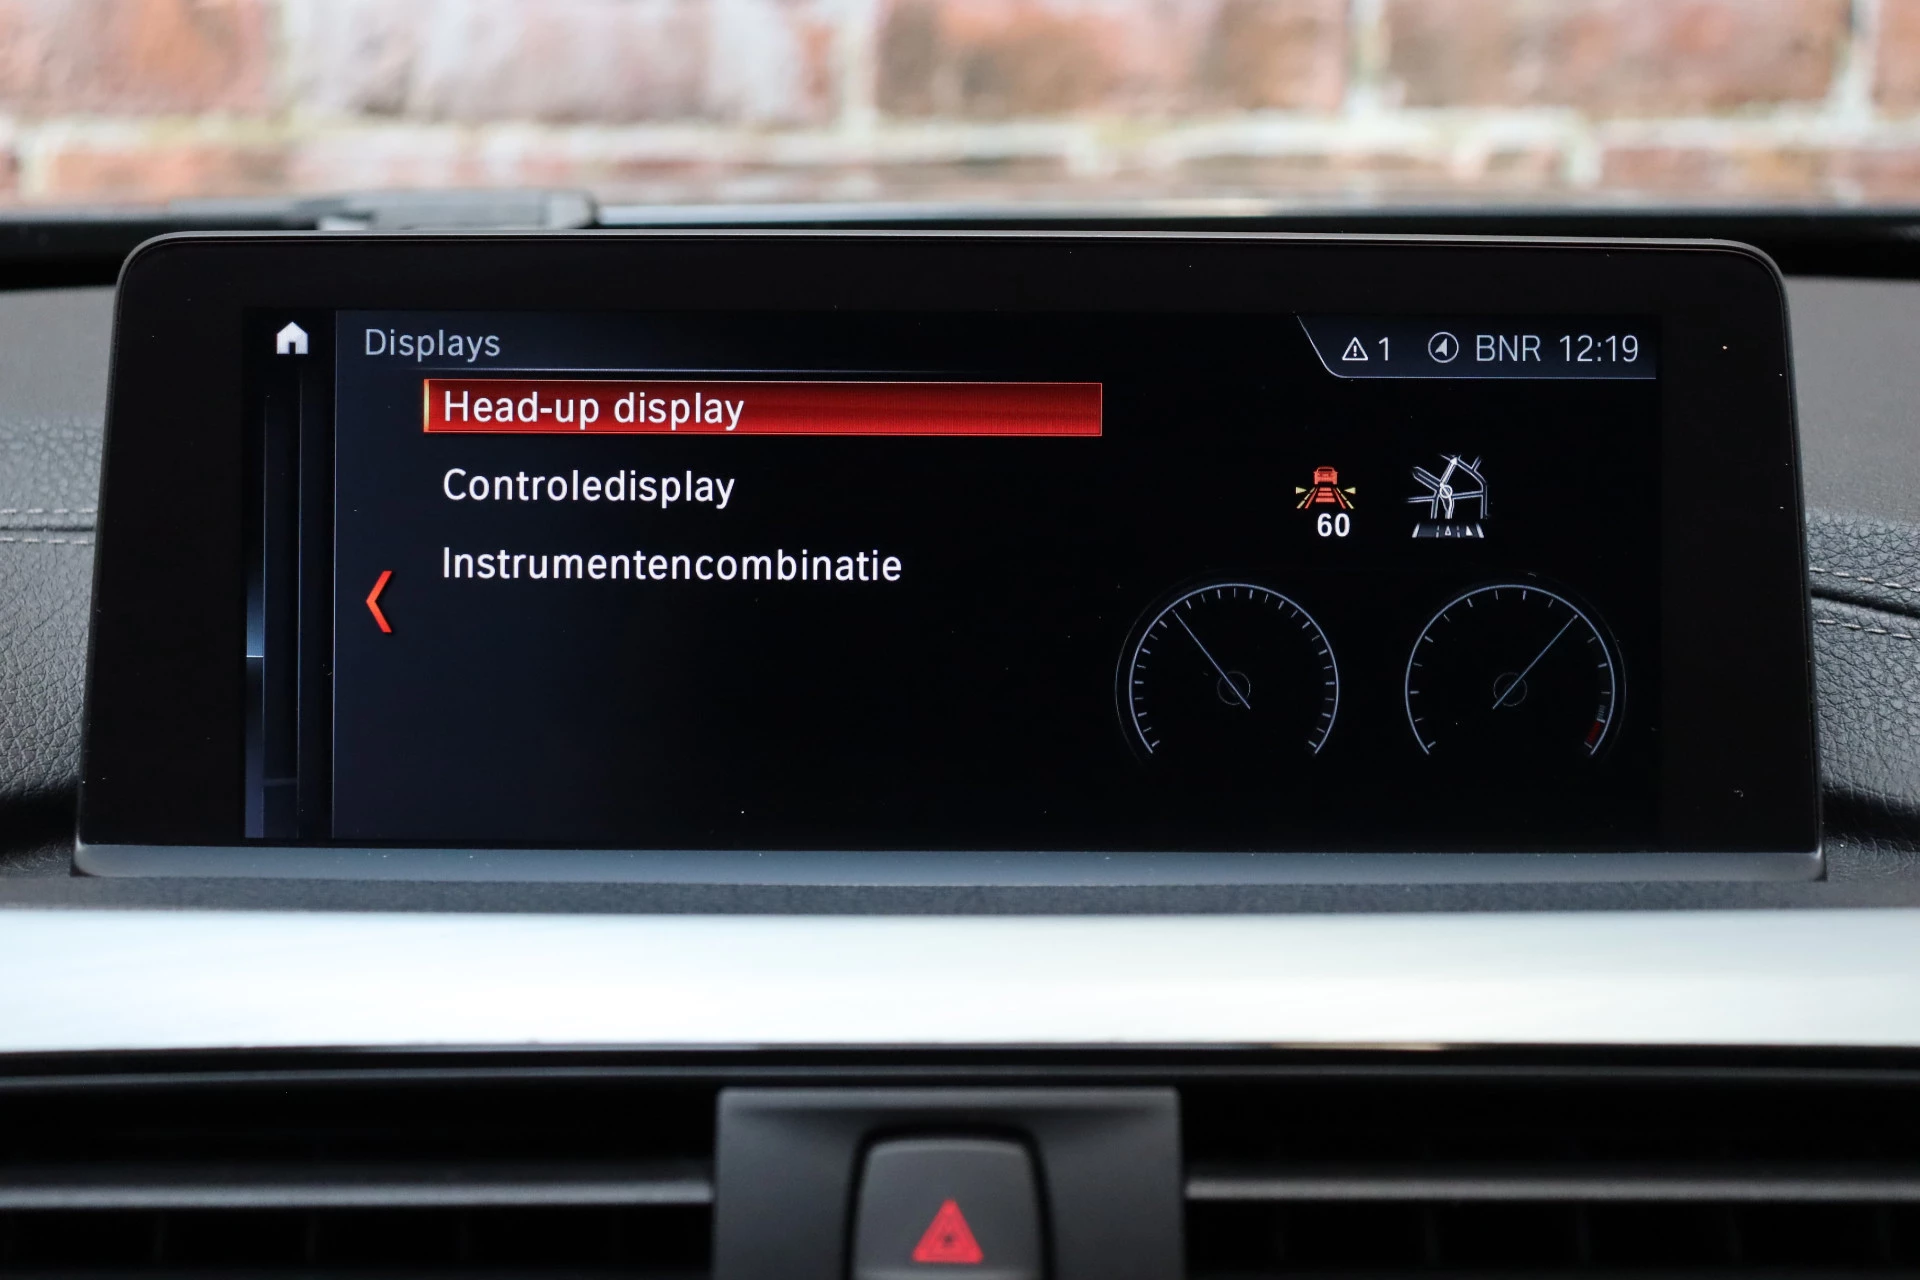 Displays
1 BNR 12:19
Head-up display
Controledisplay
60
Instrumentencombinatie